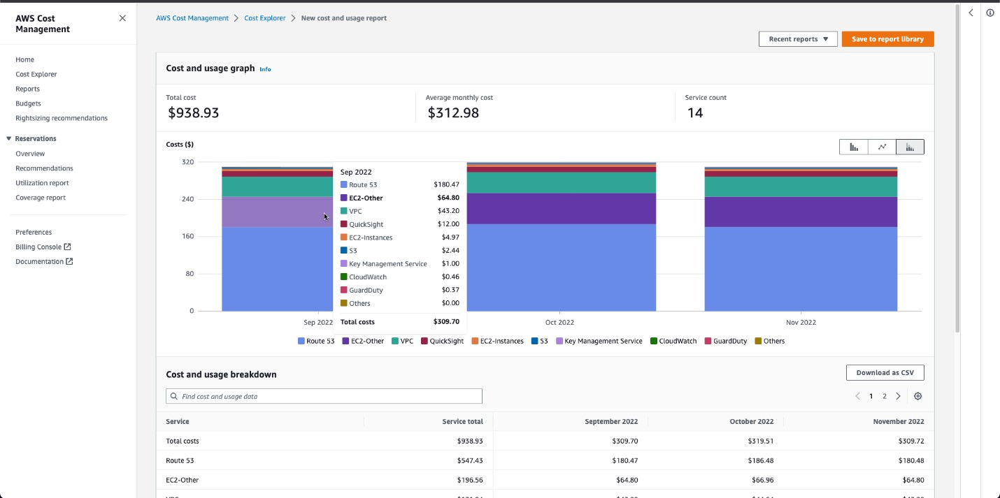 AWS Cost
Management
Home
Cost Explorer
Reports
Budgets
Rightsizing recommendations
Reservations
Overview
Recommendations
Utilization report
Coverage report
Preferences
Billing Console
Documentation
AWS Cost Management > Cost Explorer > New cost and usage report
Recent reports Save to report library
Cost and usage graph Info
Total cost Average monthly cost Service count
$938.93 $312.98 14
Costs ($)
320
240
160
80
0
Sep 2022
Route 53 $180.47
EC2-Other $64.80
VPC $43.20
QuickSight $12.00
EC2-Instances $4.97
S3 $2.44
Key Management Service $1.00
CloudWatch $0.46
GuardDuty $0.37
Others $0.00
Total costs $309.70
Sep 2022 Oct 2022 Nov 2022
Route 53 EC2-Other VPC QuickSight EC2-Instances S3 Key Management Service CloudWatch GuardDuty Others
Cost and usage breakdown Download as CSV
Find cost and usage data 1 2
Service Service total September 2022 October 2022 November 2022
Total costs $938.93 $309.70 $319.51 $309.72
Route 53 $547.43 $180.47 $186.48 $180.48
EC2-Other $196.56 $64.80 $66.96 $64.80